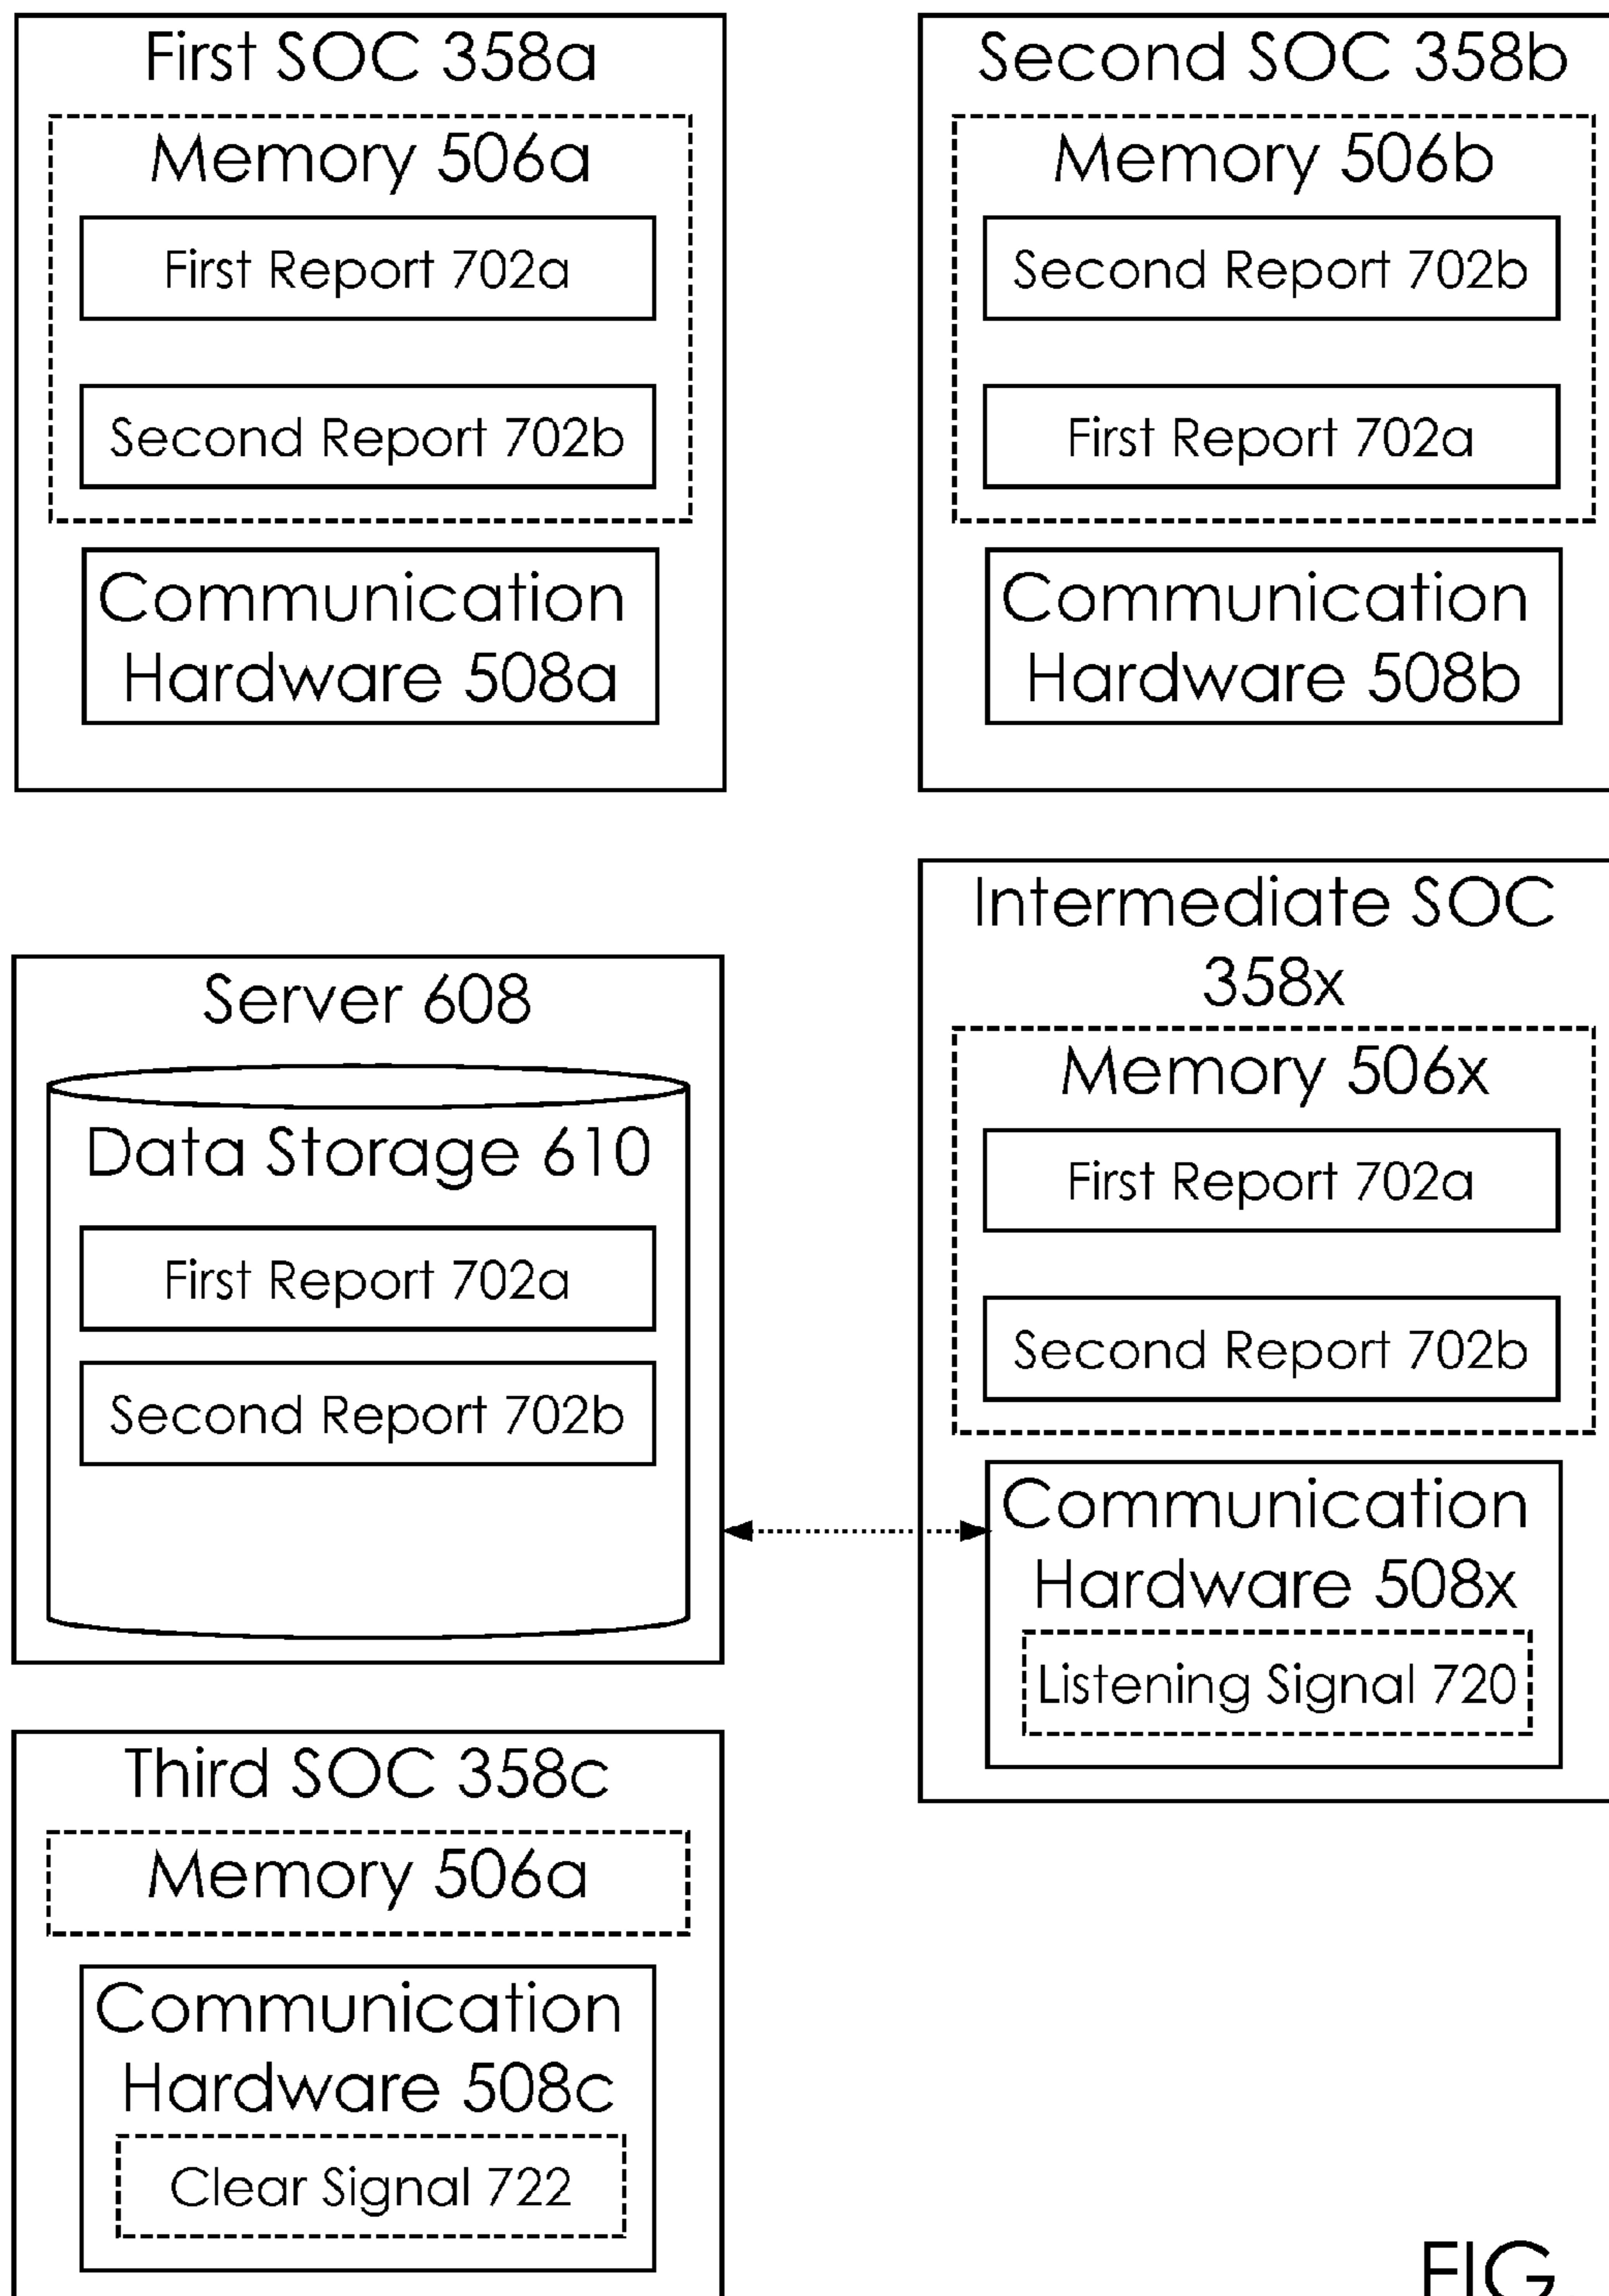 First SOC 358a
Memory 506a
First Report 702a
Second Report 702b
Communication
Hardware 508a
Second SOC 358b
Memory 506b
Second Report 702b
First Report 702a
Communication
Hardware 508b
Server 608
Data Storage 610
First Report 702a
Second Report 702b
Intermediate SOC
358x
Memory 506x
First Report 702a
Second Report 702b
Communication
Hardware 508x
Listening Signal 720
Third SOC 358c
Memory 506a
Communication
Hardware 508c
Clear Signal 722
FIG